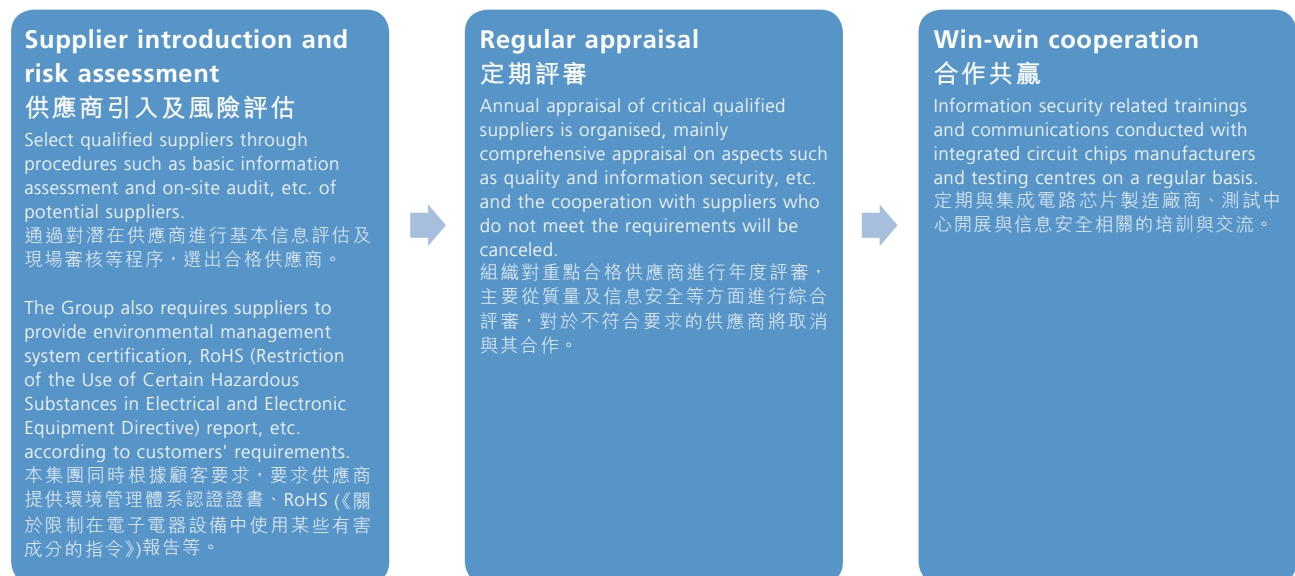 Supplier introduction and
risk assessment
供應商引入及風險評估
Select qualified suppliers through
procedures such as basic information
assessment and on-site audit, etc. of
potential suppliers.
通過對潛在供應商進行基本信息評估及
現場審核等程序，選出合格供應商。
The Group also requires suppliers to
provide environmental management
system certification, RoHS (Restriction
of the Use of Certain Hazardous
Substances in Electrical and Electronic
Equipment Directive) report, etc.
according to customers' requirements.
本集團同時根據顧客要求，要求供應商
提供環境管理體系認證證書、RoHS (《關
於限制在電子電器設備中使用某些有害
成分的指令》)報告等。
Regular appraisal
定期評審
Annual appraisal of critical qualified
suppliers is organised, mainly
comprehensive appraisal on aspects such
as quality and information security, etc.
and the cooperation with suppliers who
do not meet the requirements will be
canceled.
組織對重點合格供應商進行年度評審，
主要從質量及信息安全等方面進行綜合
評審，對於不符合要求的供應商將取消
與其合作。
Win-win cooperation
合作共贏
Information security related trainings
and communications conducted with
integrated circuit chips manufacturers
and testing centres on a regular basis.
定期與集成電路芯片製造廠商、測試中
心開展與信息安全相關的培訓與交流。